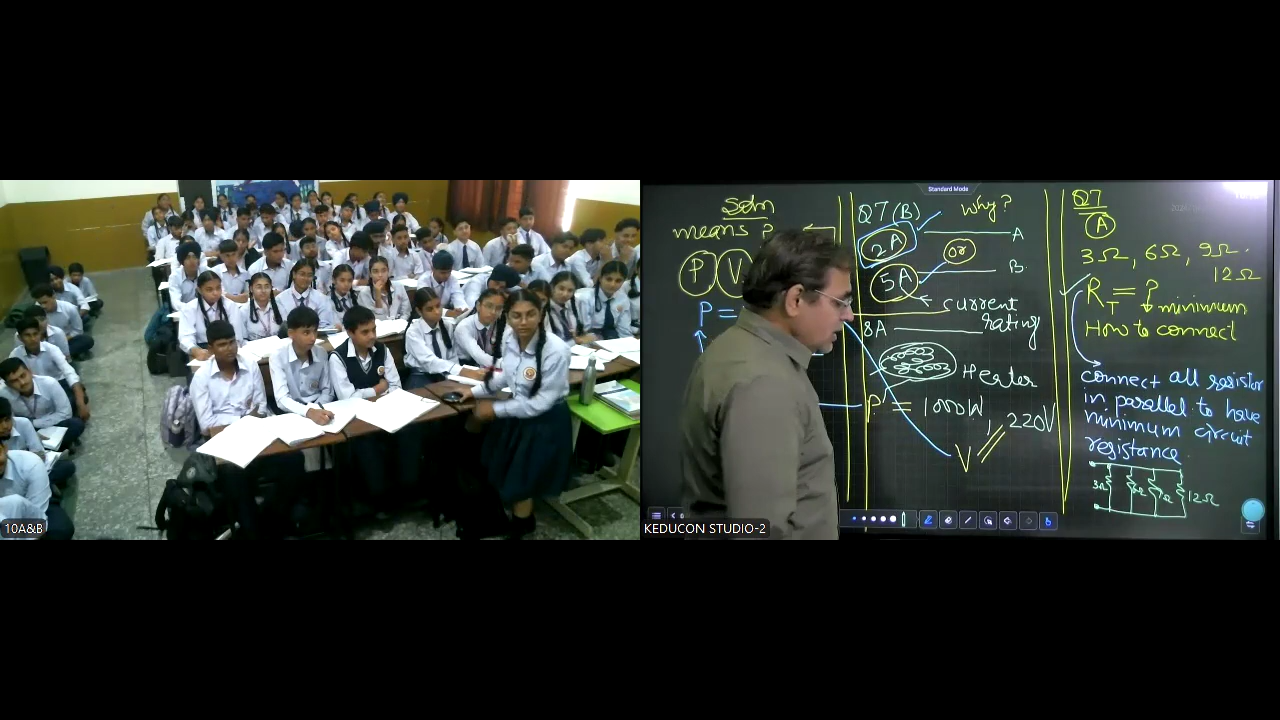 Standard Mode
Soln
means ?
P V
P =
Q7 (B) Why?
2A A
or
5A B
current
rating
8A
Heater
P = 1000W, 220V
V
Q7
A
3Ω, 6Ω, 9Ω.
12Ω
RT = ?
minimum
How to connect
connect all resistor
in parallel to have
minimum circuit
resistance.
3Ω 12Ω
10A&B
KEDUCON STUDIO-2